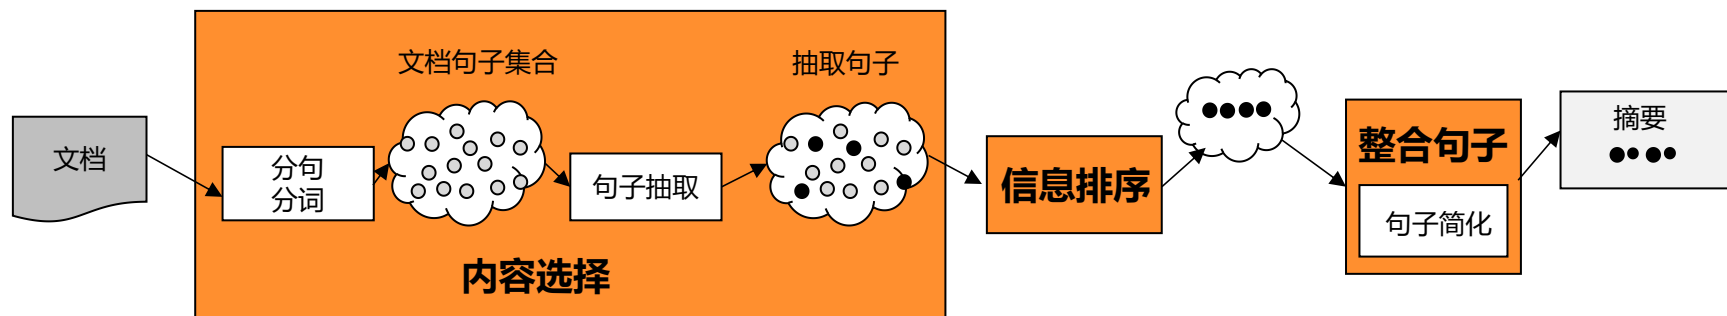 文档
分句
分词
文档句子集合
句子抽取
抽取句子
内容选择
信息排序
整合句子
句子简化
摘要